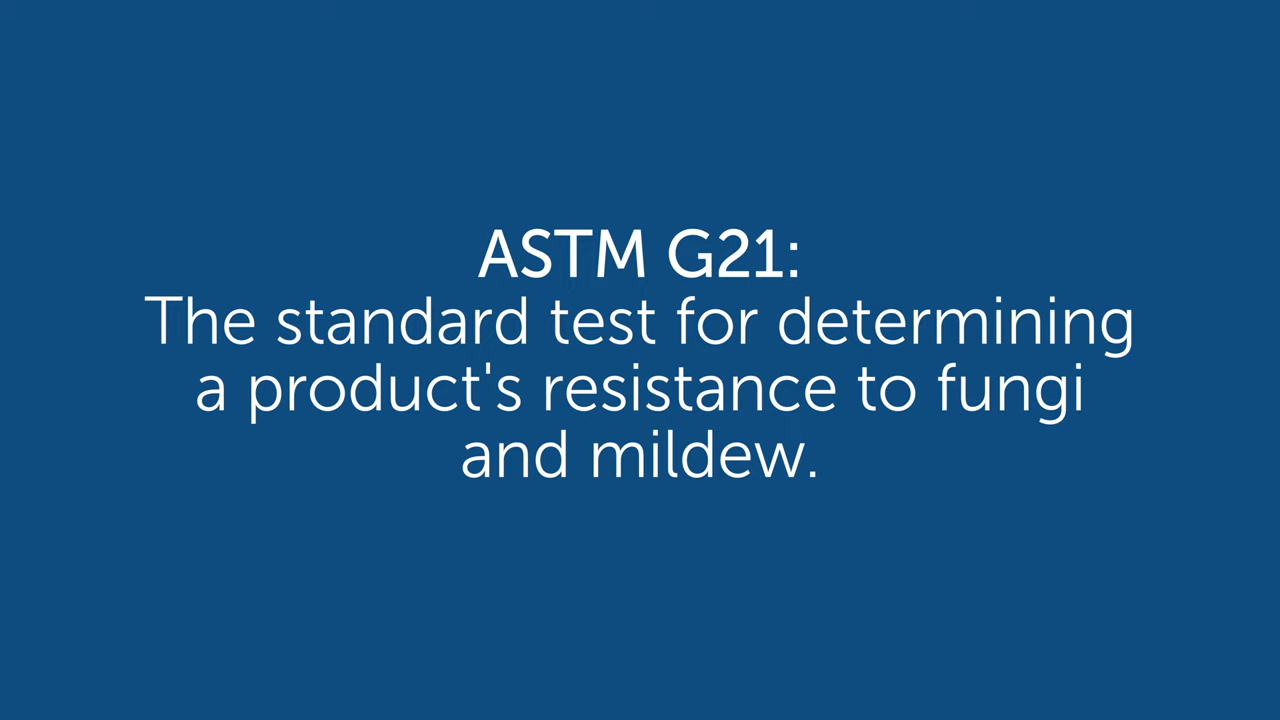 ASTM G21:
The standard test for determining
a product's resistance to fungi
and mildew.